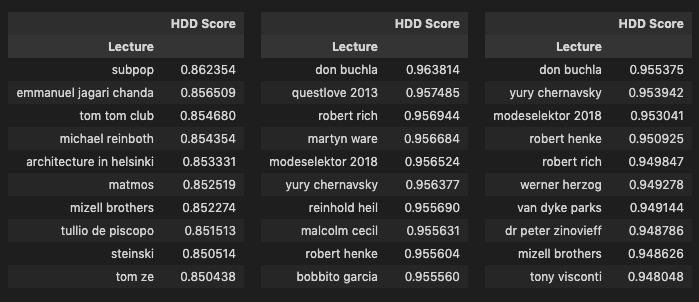 HDD Score HDD Score HDD Score
Lecture Lecture Lecture
subpop 0.862354 don buchla 0.963814 don buchla 0.955375
emmanuel jagari chanda 0.856509 questlove 2013 0.957485 yury chernavsky 0.953942
tom tom club 0.854680 robert rich 0.956944 modeselektor 2018 0.953041
michael reinboth 0.854354 martyn ware 0.956684 robert henke 0.950925
architecture in helsinki 0.853331 modeselektor 2018 0.956524 robert rich 0.949847
matmos 0.852519 yury chernavsky 0.956377 werner herzog 0.949278
mizell brothers 0.852274 reinhold heil 0.955690 van dyke parks 0.949144
tullio de piscopo 0.851513 malcolm cecil 0.955631 dr peter zinovieff 0.948786
steinski 0.850514 robert henke 0.955604 mizell brothers 0.948626
tom ze 0.850438 bobbito garcia 0.955560 tony visconti 0.948048